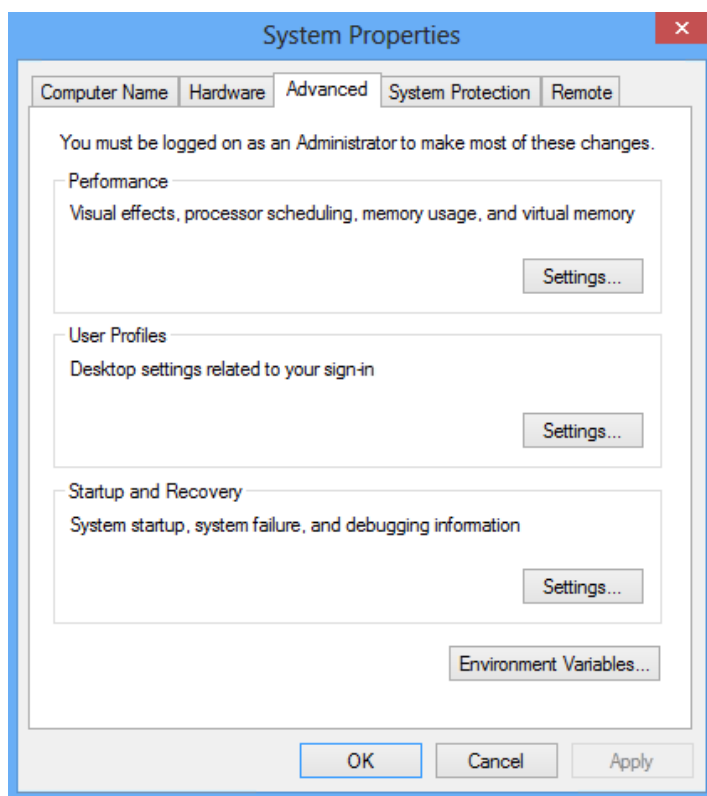 System Properties
Computer Name
Hardware
Advanced
System Protection
Remote
You must be logged on as an Administrator to make most of these changes.
Performance
Visual effects, processor scheduling, memory usage, and virtual memory
Settings...
User Profiles
Desktop settings related to your sign-in
Settings...
Startup and Recovery
System startup, system failure, and debugging information
Settings...
Environment Variables...
OK
Cancel
Apply